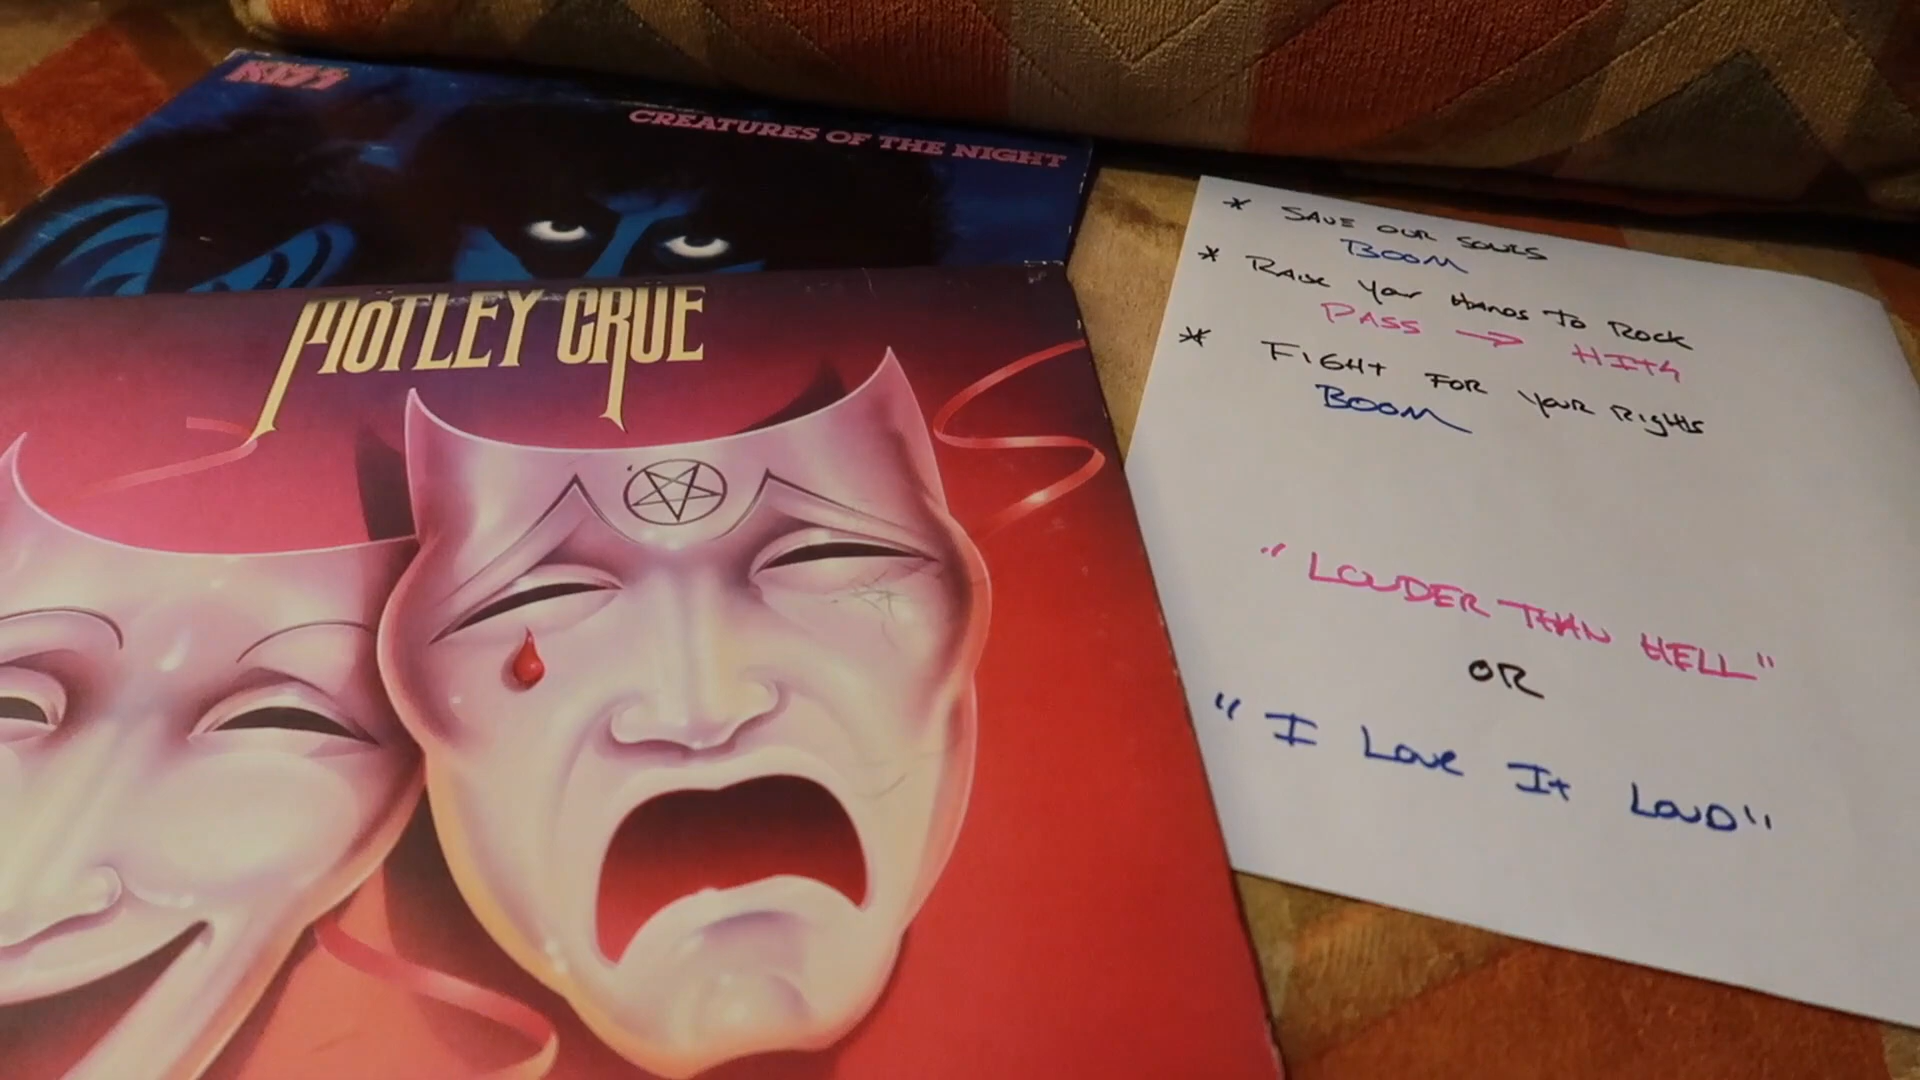 KISS
CREATURES OF THE NIGHT
MÖTLEY CRÜE
* SAVE OUR SOULS
BOOM
* RAISE YOUR HANDS TO ROCK
PASS → HITS
* FIGHT FOR YOUR RIGHTS
BOOM
"LOUDER THAN HELL"
OR
"I LOVE IT LOUD"